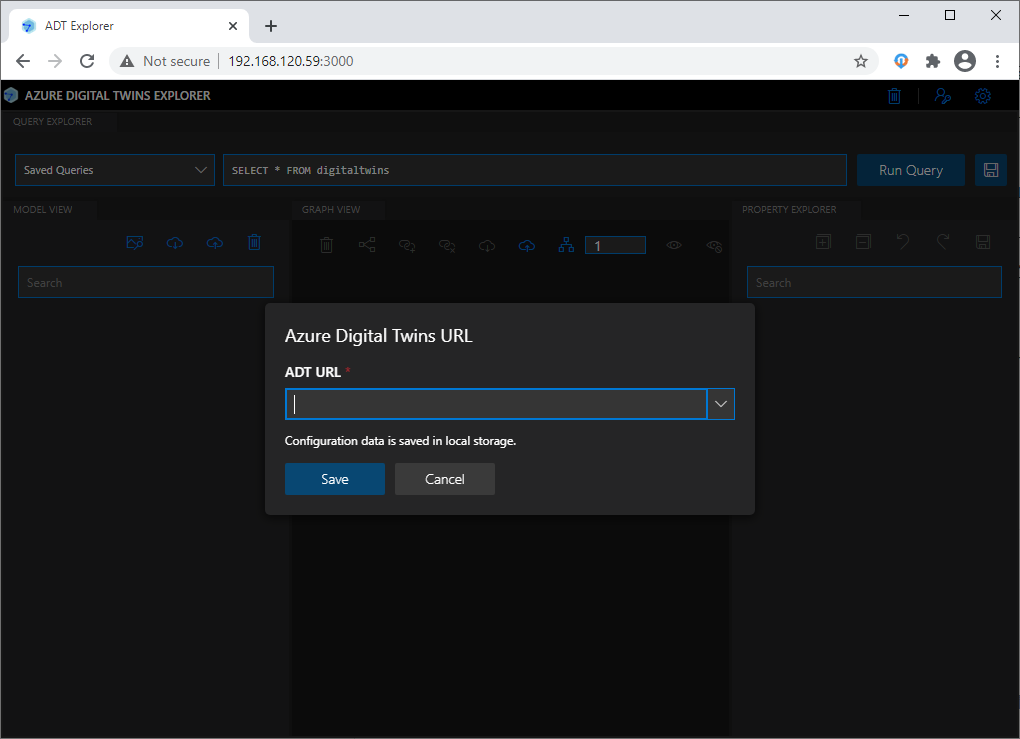 ADT Explorer
Not secure 192.168.120.59:3000
AZURE DIGITAL TWINS EXPLORER
QUERY EXPLORER
Saved Queries SELECT * FROM digitaltwins Run Query
MODEL VIEW GRAPH VIEW PROPERTY EXPLORER
1
Search Search
Azure Digital Twins URL
ADT URL *
Configuration data is saved in local storage.
Save Cancel